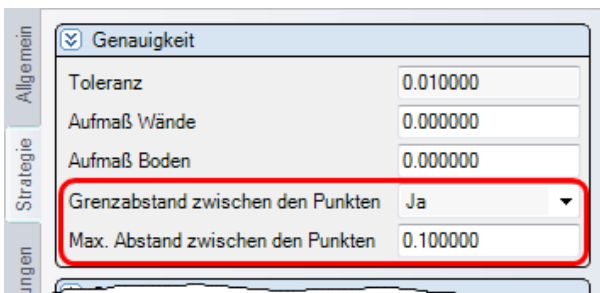 Allgemein
Strategie
ungen
Genauigkeit
Toleranz 0.010000
Aufmaß Wände 0.000000
Aufmaß Boden 0.000000
Grenzabstand zwischen den Punkten Ja
Max. Abstand zwischen den Punkten 0.100000